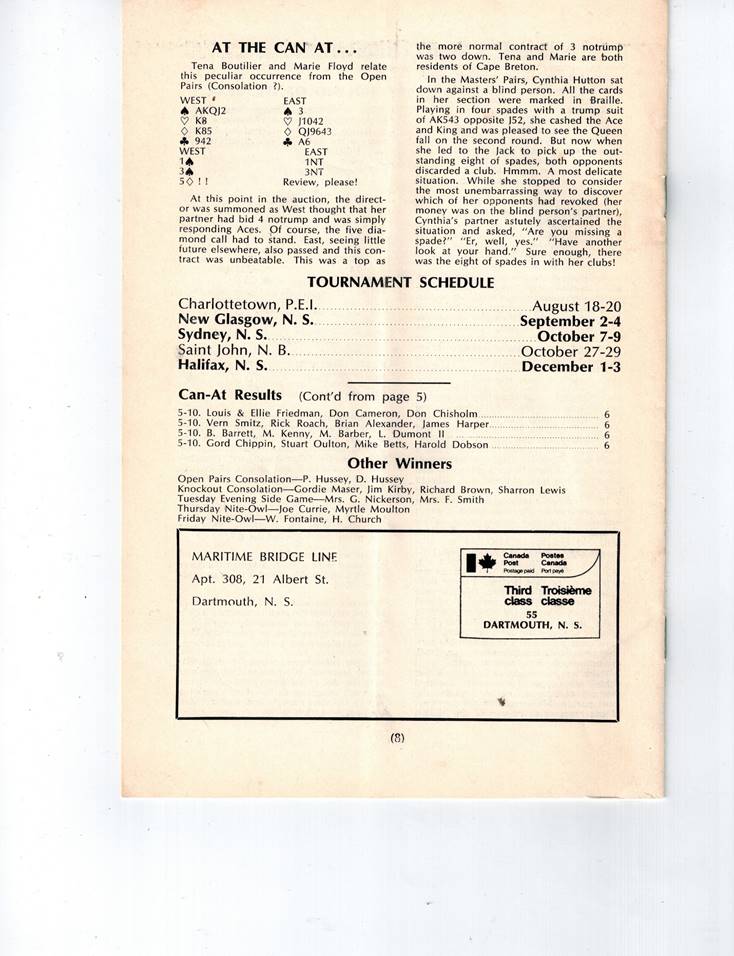 AT THE CAN AT...
Tena Boutilier and Marie Floyd relate
this peculiar occurrence from the Open
Pairs (Consolation ?).
WEST EAST
♠ AKQJ2 ♠ 3
♡ K8 ♡ J1042
♢ K85 ♢ QJ9643
♣ 942 ♣ A6
WEST EAST
1♠ 1NT
3♠ 3NT
5♢ ! ! Review, please!
At this point in the auction, the direct-
or was summoned as West thought that her
partner had bid 4 notrump and was simply
responding Aces. Of course, the five dia-
mond call had to stand. East, seeing little
future elsewhere, also passed and this con-
tract was unbeatable. This was a top as
the more normal contract of 3 notrump
was two down. Tena and Marie are both
residents of Cape Breton.
In the Masters' Pairs, Cynthia Hutton sat
down against a blind person. All the cards
in her section were marked in Braille.
Playing in four spades with a trump suit
of AK543 opposite J52, she cashed the Ace
and King and was pleased to see the Queen
fall on the second round. But now when
she led to the Jack to pick up the out-
standing eight of spades, both opponents
discarded a club. Hmmm. A most delicate
situation. While she stopped to consider
the most unembarrassing way to discover
which of her opponents had revoked (her
money was on the blind person's partner),
Cynthia's partner astutely ascertained the
situation and asked, "Are you missing a
spade?" "Er, well, yes." "Have another
look at your hand." Sure enough, there
was the eight of spades in with her clubs!
TOURNAMENT SCHEDULE
Charlottetown, P.E.I. August 18-20
New Glasgow, N. S. September 2-4
Sydney, N. S. October 7-9
Saint John, N. B. October 27-29
Halifax, N. S. December 1-3
Can-At Results (Cont'd from page 5)
5-10. Louis & Ellie Friedman, Don Cameron, Don Chisholm 6
5-10. Vern Smitz, Rick Roach, Brian Alexander, James Harper 6
5-10. B. Barrett, M. Kenny, M. Barber, L. Dumont II 6
5-10. Gord Chippin, Stuart Oulton, Mike Betts, Harold Dobson 6
Other Winners
Open Pairs Consolation—P. Hussey, D. Hussey
Knockout Consolation—Gordie Maser, Jim Kirby, Richard Brown, Sharron Lewis
Tuesday Evening Side Game—Mrs. G. Nickerson, Mrs. F. Smith
Thursday Nite-Owl—Joe Currie, Myrtle Moulton
Friday Nite-Owl—W. Fontaine, H. Church
MARITIME BRIDGE LINE
Apt. 308, 21 Albert St.
Dartmouth, N. S.
Canada Postes
Post Canada
Postage paid Port payé
Third Troisième
class classe
55
DARTMOUTH, N. S.
(8)